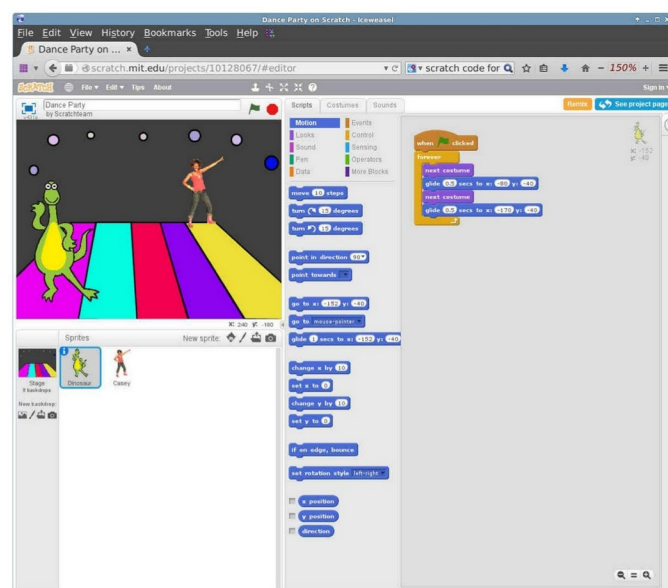 Dance Party on Scratch - Iceweasel
File Edit View History Bookmarks Tools Help
Dance Party on ... ×
scratch.mit.edu/projects/10128067/#editor
scratch code for
150%
SCRATCH File Edit Tips About
Sign in
Dance Party
by Scratchteam
Scripts Costumes Sounds
Remix
See project page
Motion
Events
Looks
Control
Sound
Sensing
Pen
Operators
Data
More Blocks
move 10 steps
turn 15 degrees
turn 15 degrees
point in direction 90
point towards
go to x: -152 y: -40
go to mouse-pointer
glide 1 secs to x: -152 y: -40
change x by 10
set x to 0
change y by 10
set y to 0
if on edge, bounce
set rotation style left-right
x position
y position
direction
when clicked
forever
next costume
glide 0.5 secs to x: -80 y: -40
next costume
glide 0.5 secs to x: -170 y: -40
x: -152
y: -40
X: 240 Y: -180
Sprites
New sprite:
Stage
Dinosaur
Casey
New backdrop: